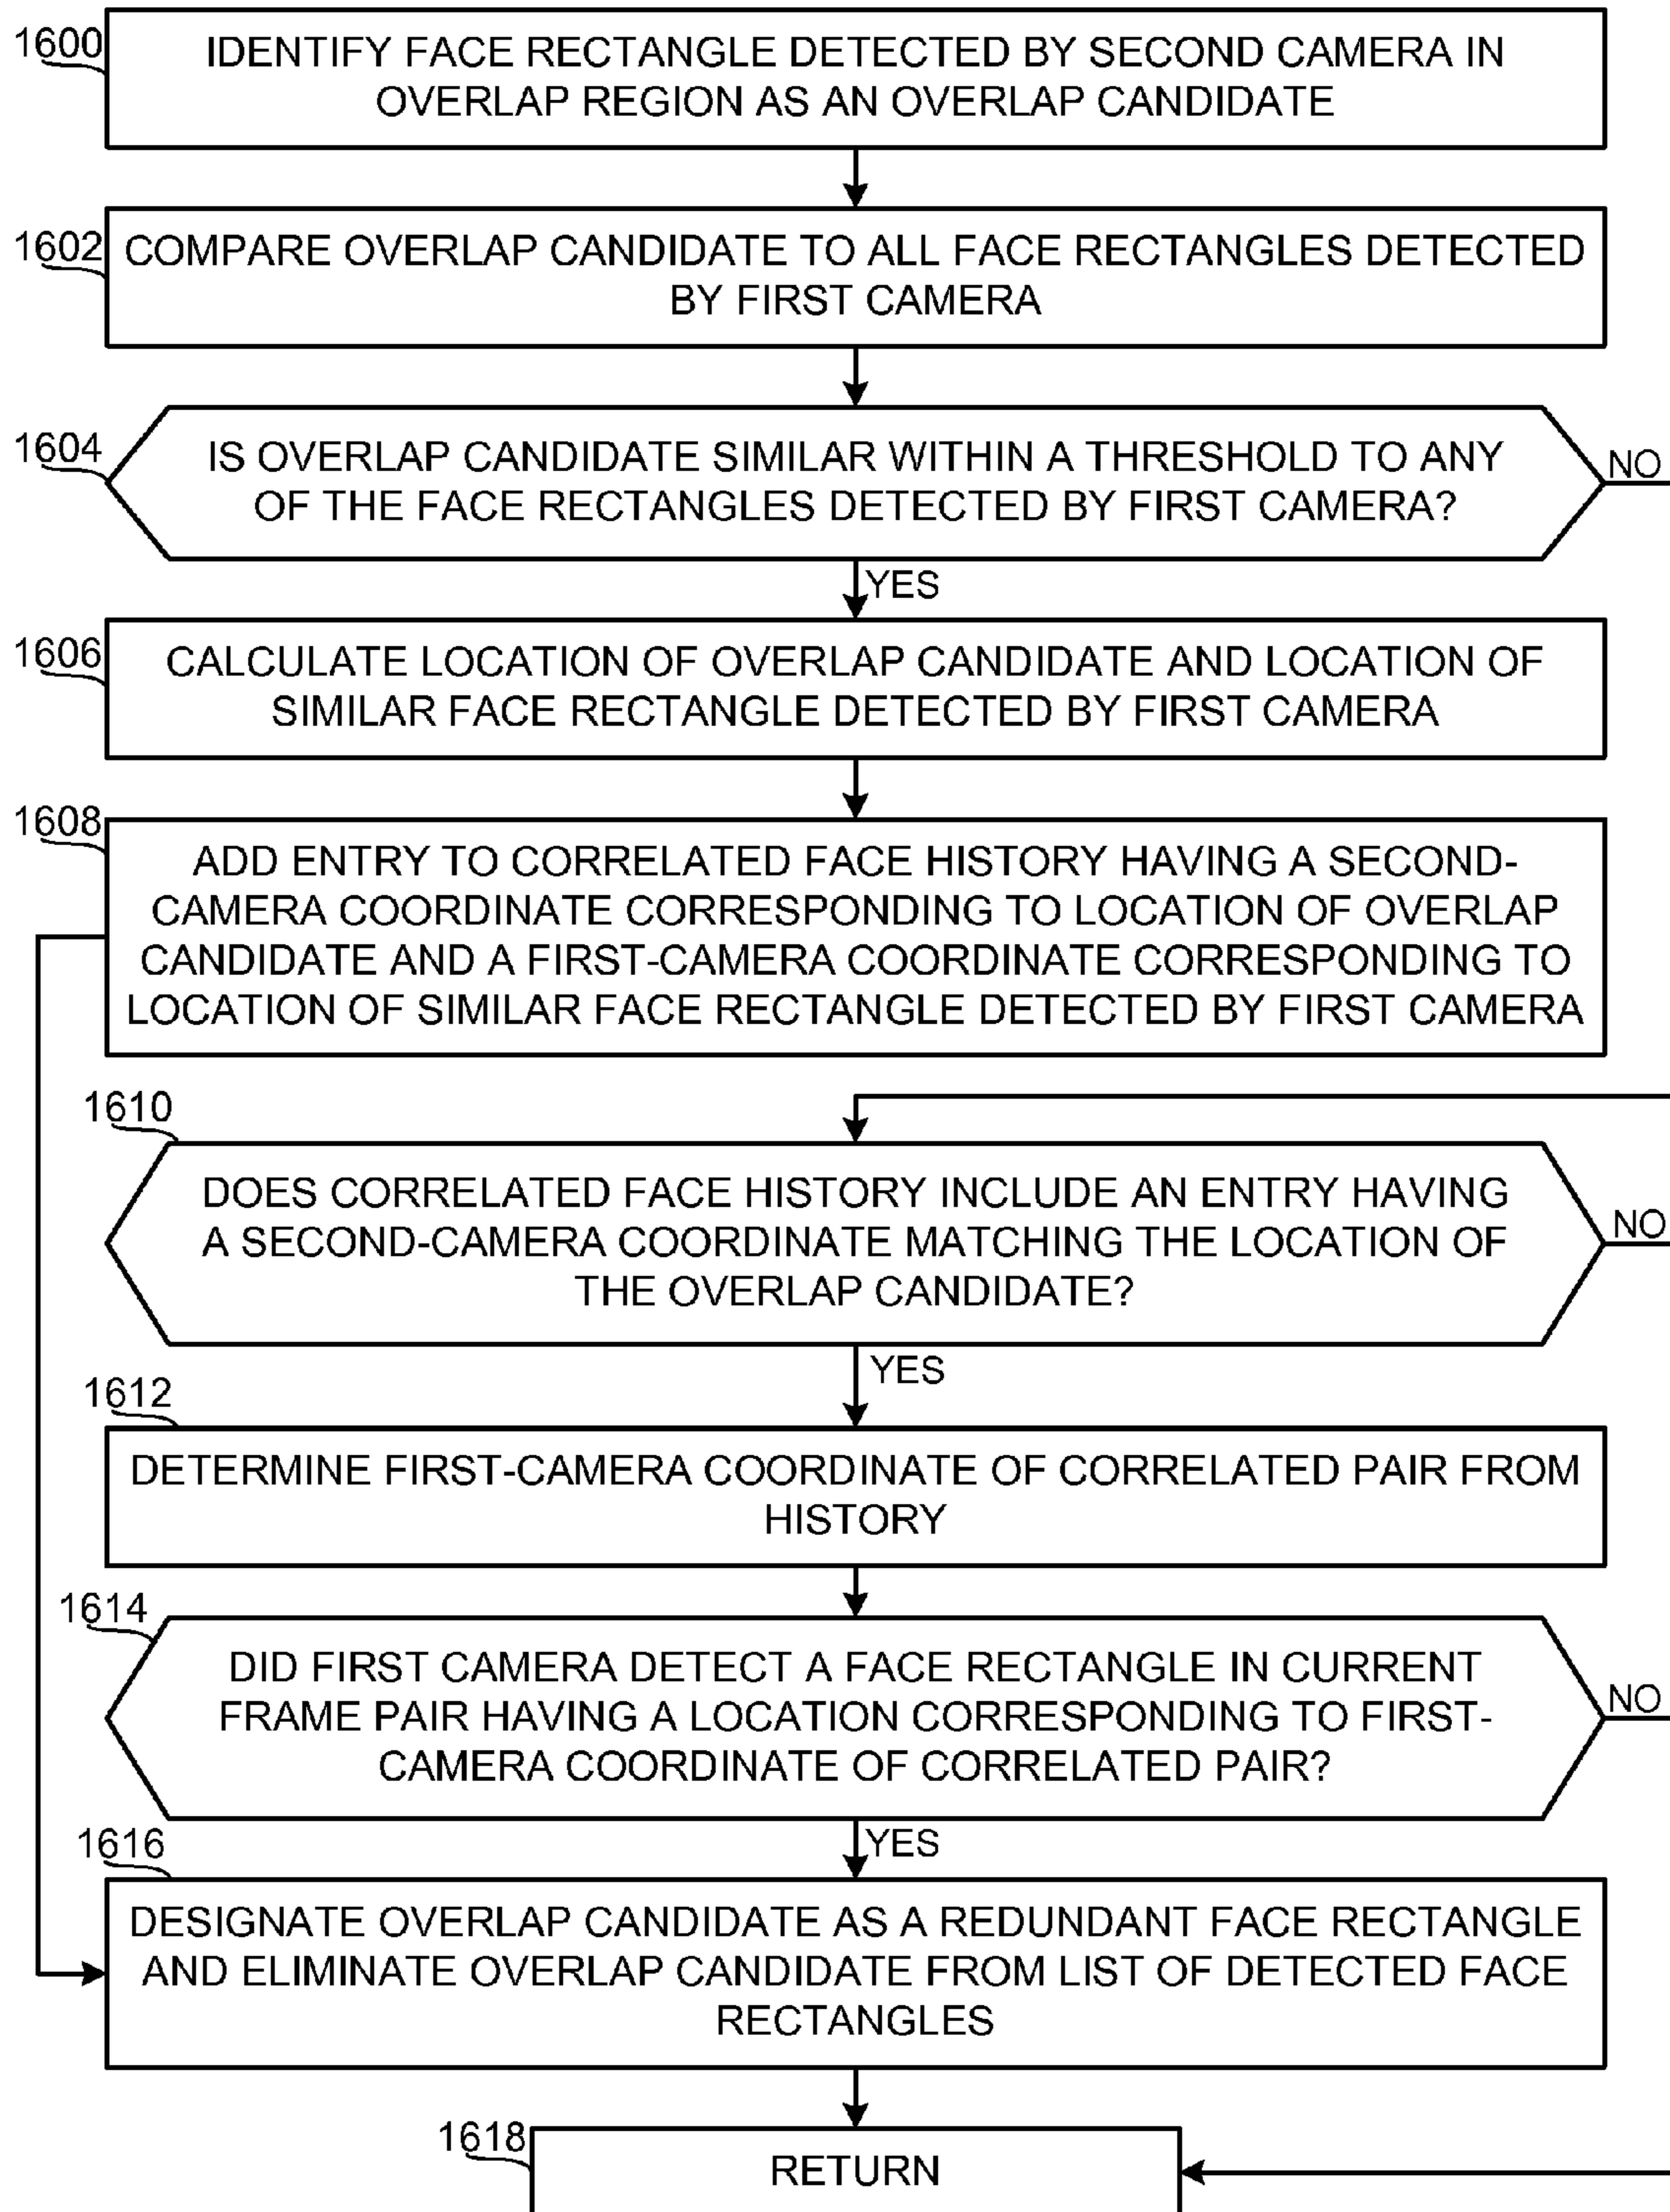 1600
IDENTIFY FACE RECTANGLE DETECTED BY SECOND CAMERA IN
OVERLAP REGION AS AN OVERLAP CANDIDATE
1602
COMPARE OVERLAP CANDIDATE TO ALL FACE RECTANGLES DETECTED
BY FIRST CAMERA
1604
IS OVERLAP CANDIDATE SIMILAR WITHIN A THRESHOLD TO ANY
OF THE FACE RECTANGLES DETECTED BY FIRST CAMERA?
NO
YES
1606
CALCULATE LOCATION OF OVERLAP CANDIDATE AND LOCATION OF
SIMILAR FACE RECTANGLE DETECTED BY FIRST CAMERA
1608
ADD ENTRY TO CORRELATED FACE HISTORY HAVING A SECOND-
CAMERA COORDINATE CORRESPONDING TO LOCATION OF OVERLAP
CANDIDATE AND A FIRST-CAMERA COORDINATE CORRESPONDING TO
LOCATION OF SIMILAR FACE RECTANGLE DETECTED BY FIRST CAMERA
1610
DOES CORRELATED FACE HISTORY INCLUDE AN ENTRY HAVING
A SECOND-CAMERA COORDINATE MATCHING THE LOCATION OF
THE OVERLAP CANDIDATE?
NO
YES
1612
DETERMINE FIRST-CAMERA COORDINATE OF CORRELATED PAIR FROM
HISTORY
1614
DID FIRST CAMERA DETECT A FACE RECTANGLE IN CURRENT
FRAME PAIR HAVING A LOCATION CORRESPONDING TO FIRST-
CAMERA COORDINATE OF CORRELATED PAIR?
NO
YES
1616
DESIGNATE OVERLAP CANDIDATE AS A REDUNDANT FACE RECTANGLE
AND ELIMINATE OVERLAP CANDIDATE FROM LIST OF DETECTED FACE
RECTANGLES
1618
RETURN